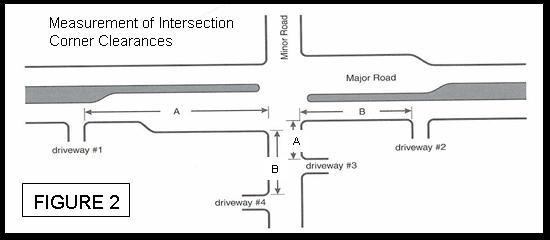 Measurement of Intersection
Corner Clearances
Minor Road
Major Road
A
B
A
B
driveway #1
driveway #2
driveway #3
driveway #4
FIGURE 2